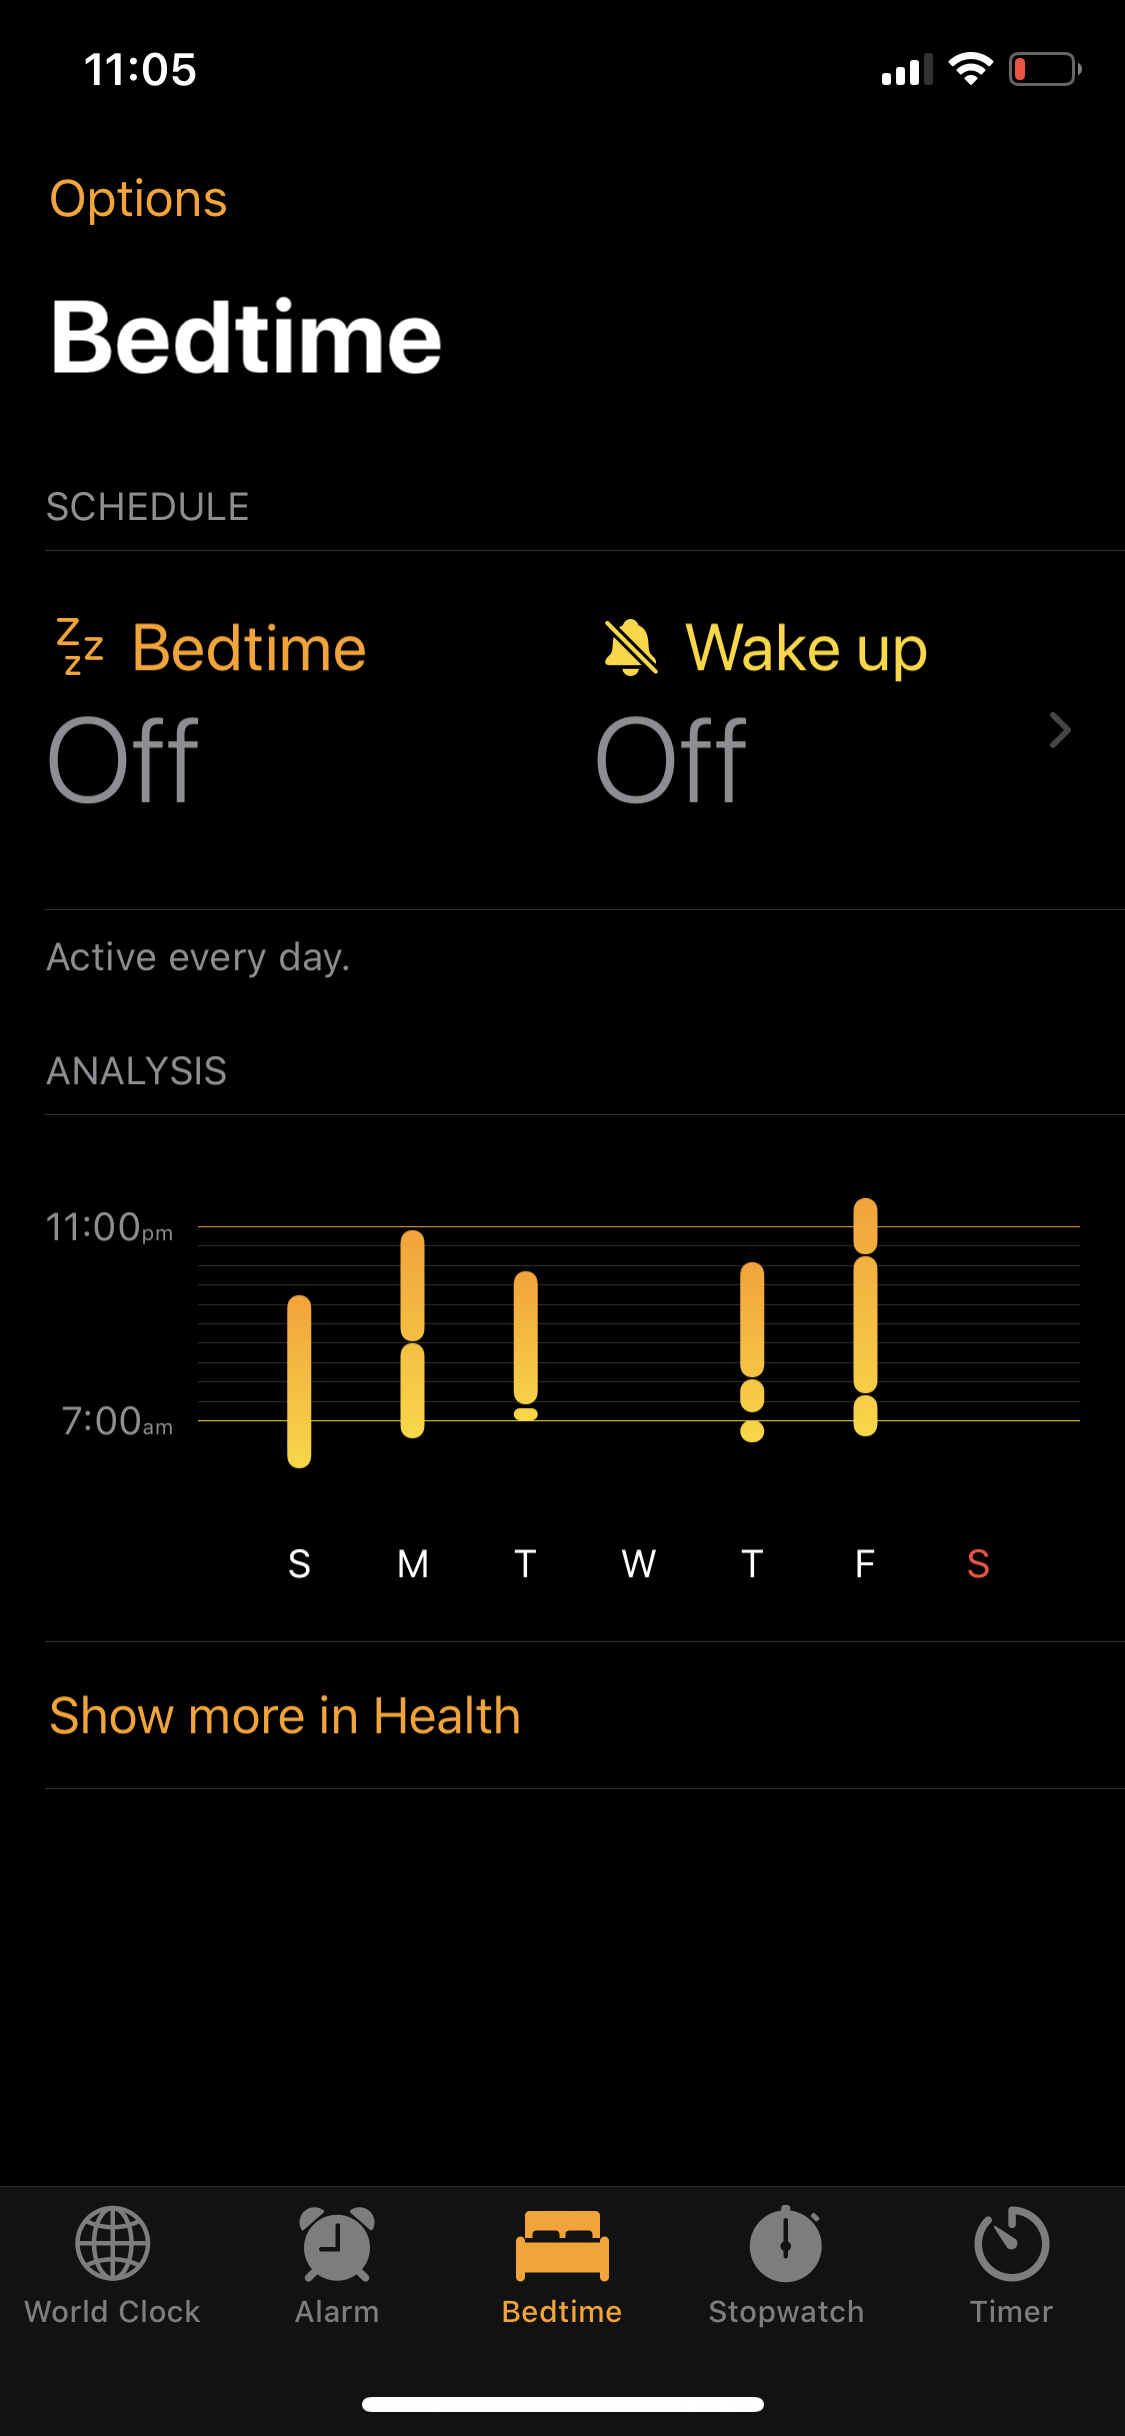 11:05
Options
Bedtime
SCHEDULE
zzz Bedtime Wake up
Off Off
Active every day.
ANALYSIS
11:00pm
7:00am
S M T W T F S
Show more in Health
World Clock Alarm Bedtime Stopwatch Timer